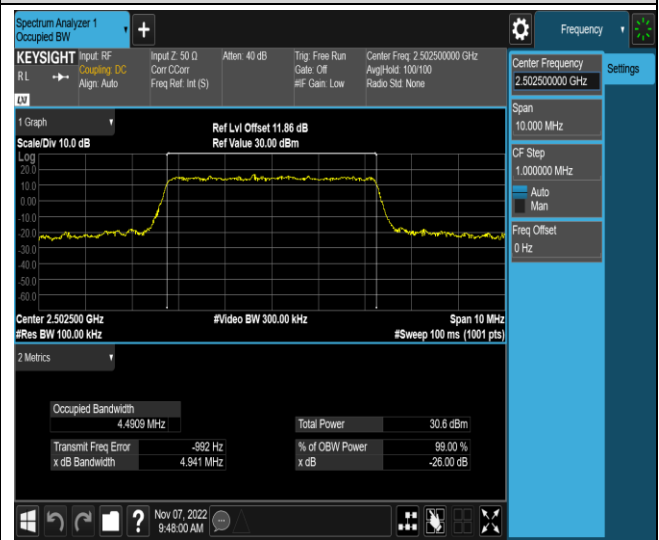 Spectrum Analyzer 1
Occupied BW
+
Frequency
KEYSIGHT
RL
LXI
Input: RF
Coupling: DC
Align: Auto
Input Z: 50 Ω
Corr CCorr
Freq Ref: Int (S)
Atten: 40 dB
Trig: Free Run
Gate: Off
#IF Gain: Low
Center Freq: 2.502500000 GHz
Avg|Hold: 100/100
Radio Std: None
Center Frequency
2.502500000 GHz
Settings
Span
10.000 MHz
CF Step
1.000000 MHz
Auto
Man
Freq Offset
0 Hz
1 Graph
Scale/Div 10.0 dB
Ref Lvl Offset 11.86 dB
Ref Value 30.00 dBm
Log
20.0
10.0
0.00
-10.0
-20.0
-30.0
-40.0
-50.0
-60.0
Center 2.502500 GHz
#Res BW 100.00 kHz
#Video BW 300.00 kHz
Span 10 MHz
#Sweep 100 ms (1001 pts)
2 Metrics
Occupied Bandwidth
4.4909 MHz
Total Power 30.6 dBm
Transmit Freq Error -992 Hz
% of OBW Power 99.00 %
x dB Bandwidth 4.941 MHz
x dB -26.00 dB
?
Nov 07, 2022
9:48:00 AM